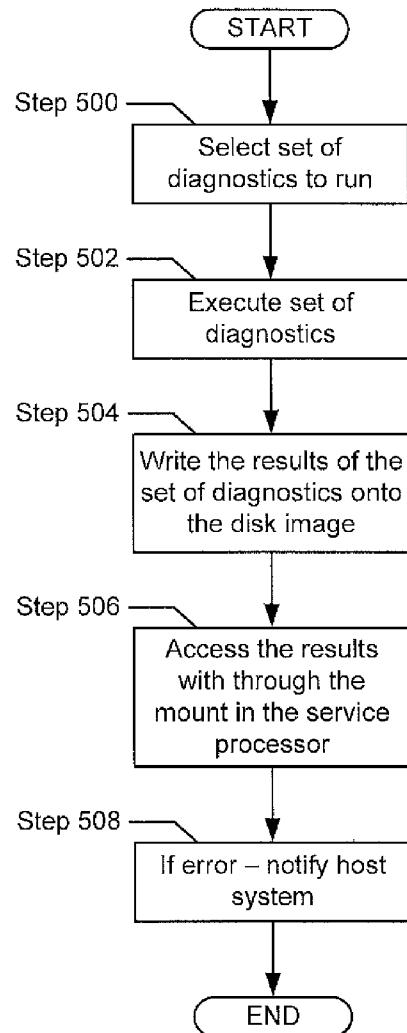 START
Step 500
Select set of
diagnostics to run
Step 502
Execute set of
diagnostics
Step 504
Write the results of the
set of diagnostics onto
the disk image
Step 506
Access the results
with through the
mount in the service
processor
Step 508
If error – notify host
system
END